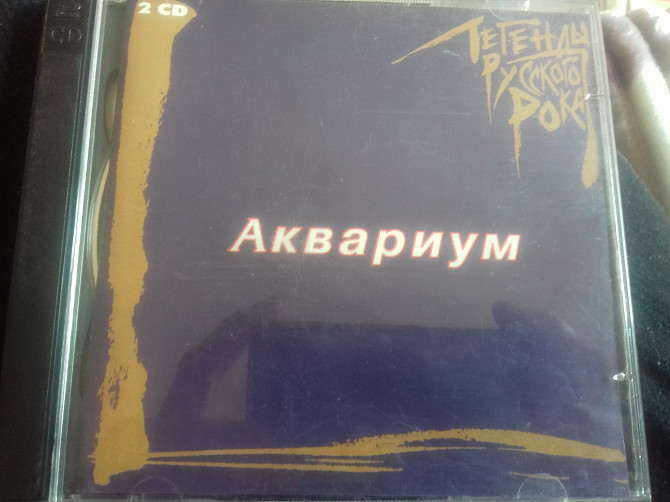 2 CD
Легенды
Русского
Рока
Аквариум